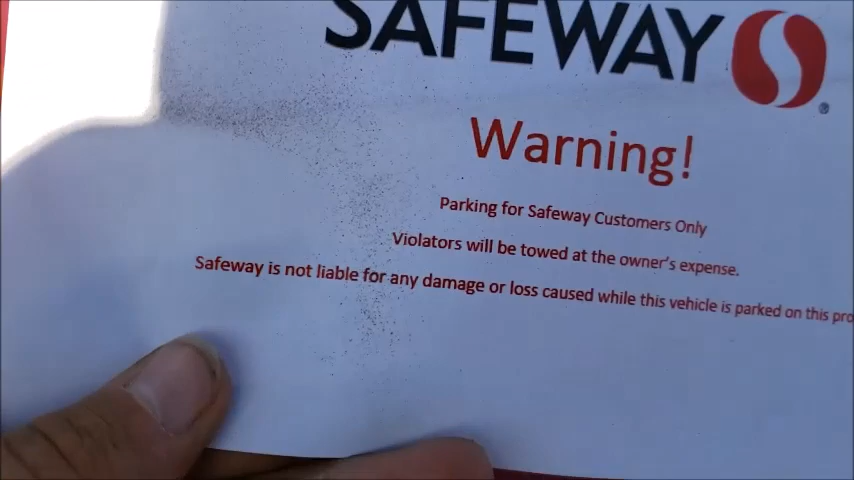 SAFEWAY
Warning!
Parking for Safeway Customers Only
Violators will be towed at the owner's expense.
Safeway is not liable for any damage or loss caused while this vehicle is parked on this pro